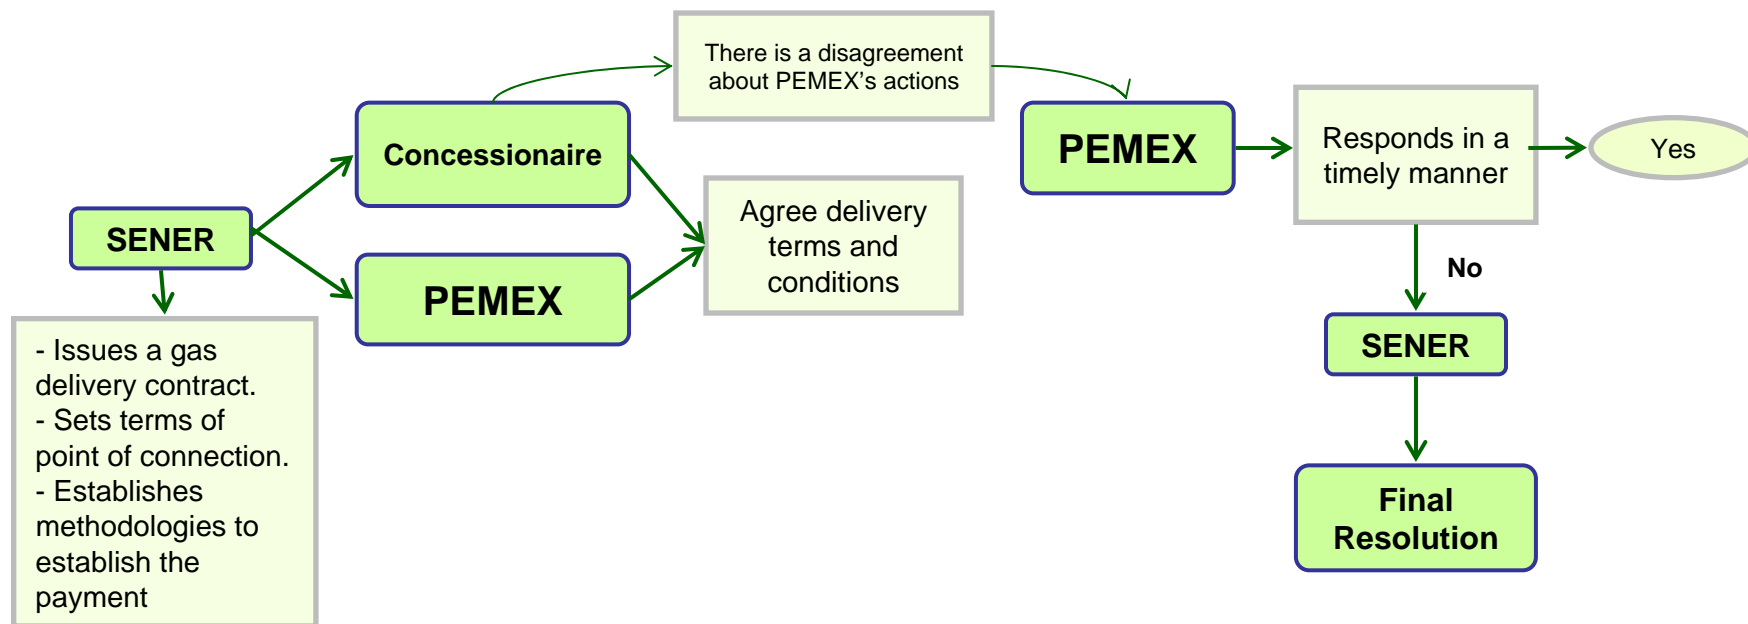 There is a disagreement
about PEMEX’s actions
Concessionaire
PEMEX
Responds in a
timely manner
Yes
SENER
Agree delivery
terms and
conditions
PEMEX
No
SENER
- Issues a gas
delivery contract.
- Sets terms of
point of connection.
- Establishes
methodologies to
establish the
payment
Final
Resolution